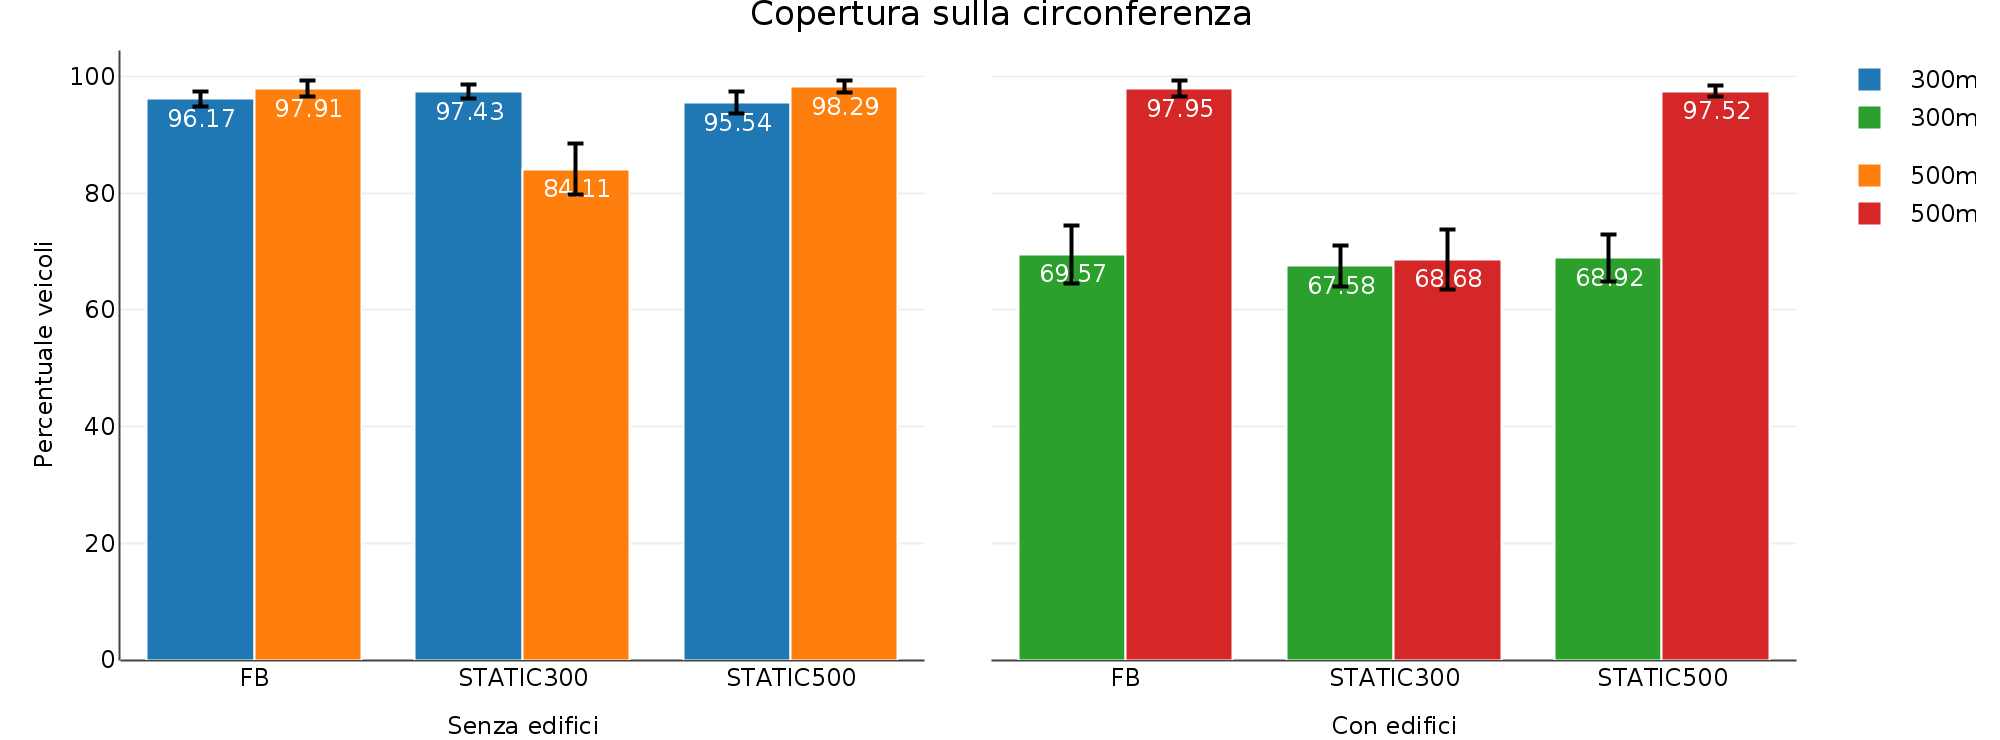 Copertura sulla circonferenza
Percentuale veicoli
100
80
60
40
20
0
96.17
97.91
97.43
84.11
95.54
98.29
FB
STATIC300
STATIC500
Senza edifici
69.57
97.95
67.58
68.68
68.92
97.52
FB
STATIC300
STATIC500
Con edifici
300m
300m
500m
500m